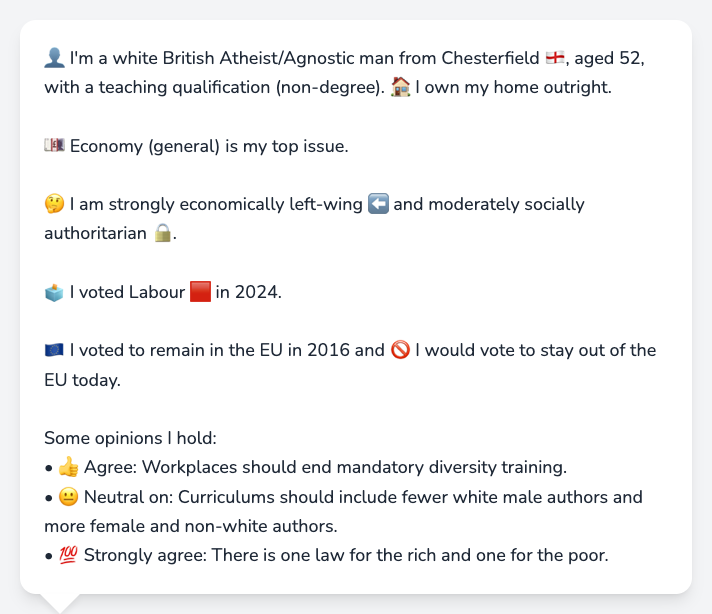 👤 I'm a white British Atheist/Agnostic man from Chesterfield 🏴󠁧󠁢󠁥󠁮󠁧󠁿, aged 52,
with a teaching qualification (non-degree). 🏠 I own my home outright.
💷 Economy (general) is my top issue.
🤔 I am strongly economically left-wing ⬅️ and moderately socially
authoritarian 🔒.
🗳️ I voted Labour 🟥 in 2024.
🇪🇺 I voted to remain in the EU in 2016 and 🚫 I would vote to stay out of the
EU today.
Some opinions I hold:
• 👍 Agree: Workplaces should end mandatory diversity training.
• 😐 Neutral on: Curriculums should include fewer white male authors and
more female and non-white authors.
• 💯 Strongly agree: There is one law for the rich and one for the poor.